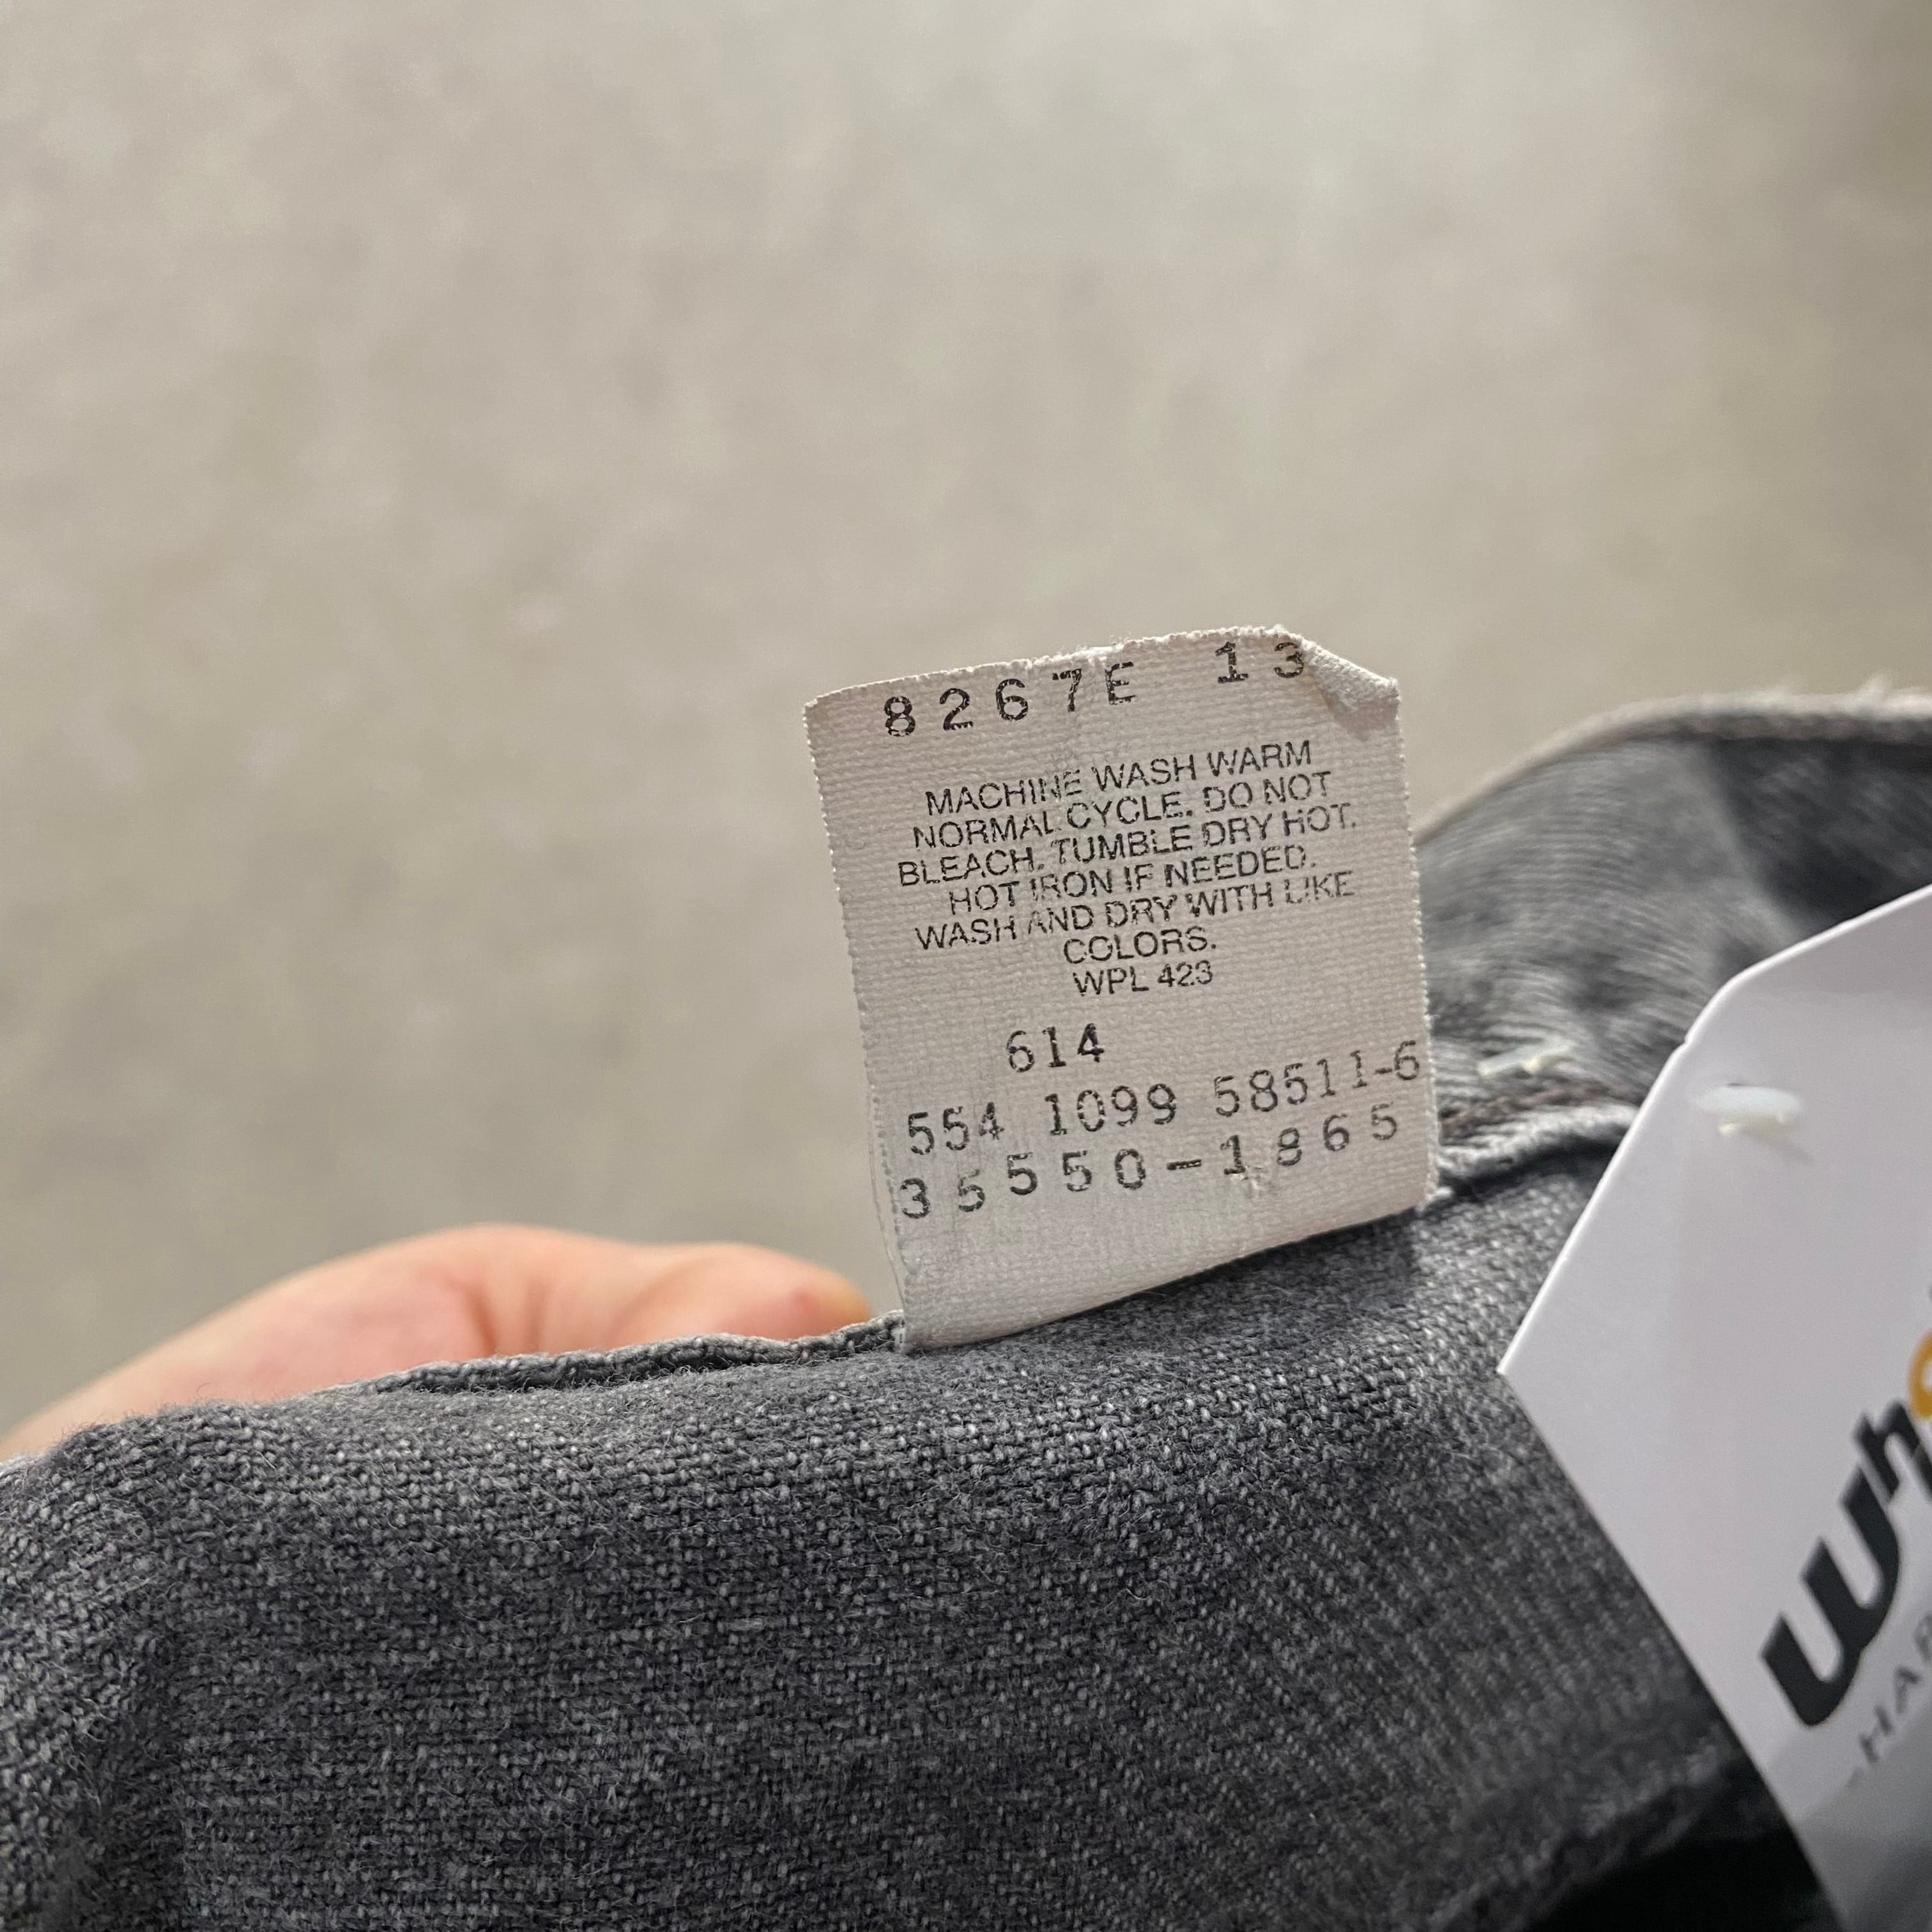 8267E 13
MACHINE WASH WARM
NORMAL CYCLE. DO NOT
BLEACH. TUMBLE DRY HOT.
HOT IRON IF NEEDED.
WASH AND DRY WITH LIKE
COLORS.
WPL 423
614
554 1099 58511-6
35550-1865